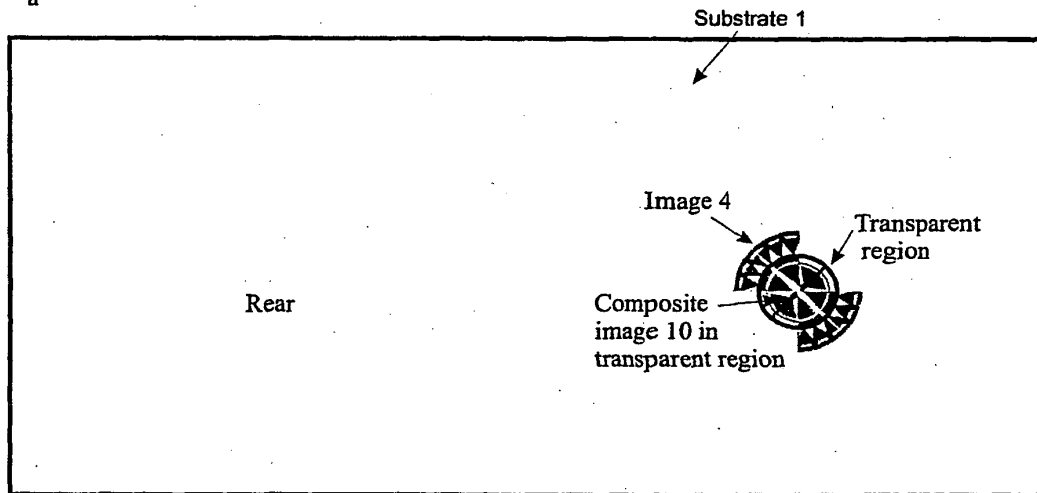 a
Substrate 1
Image 4
Transparent
region
Rear
Composite
image 10 in
transparent region